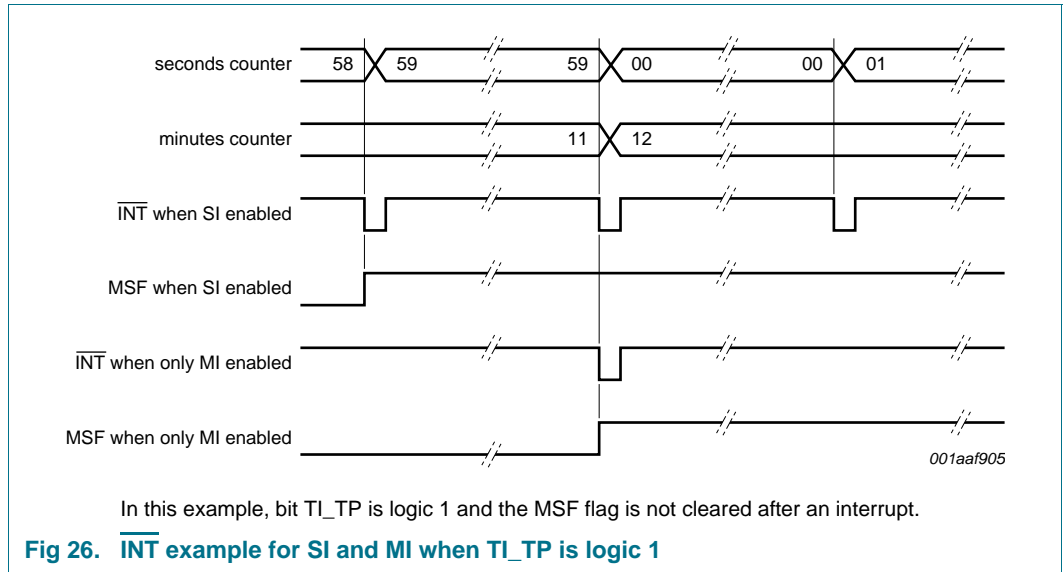 seconds counter 58 59 59 00 00 01
minutes counter 11 12
INT when SI enabled
MSF when SI enabled
INT when only MI enabled
MSF when only MI enabled
001aaf905
In this example, bit TI_TP is logic 1 and the MSF flag is not cleared after an interrupt.
Fig 26. INT example for SI and MI when TI_TP is logic 1